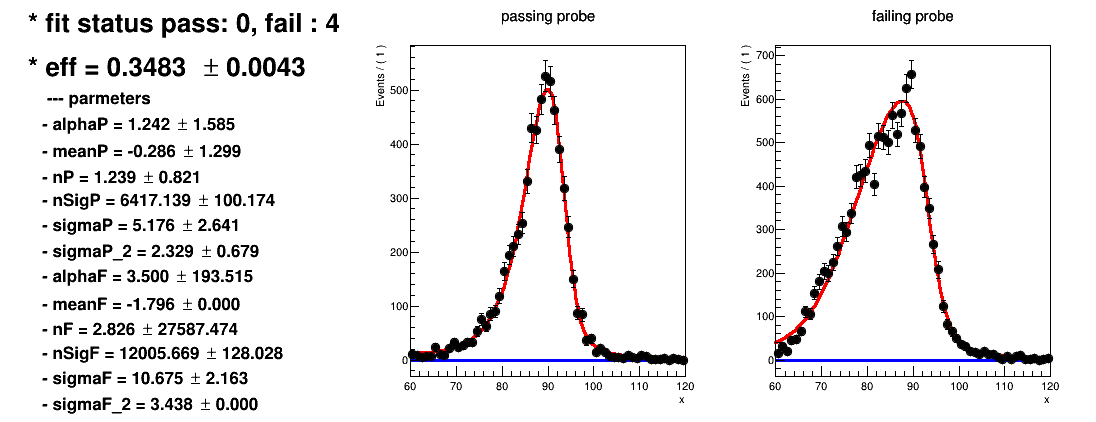 * fit status pass: 0, fail : 4
* eff = 0.3483 ± 0.0043
--- parmeters
- alphaP = 1.242 ± 1.585
- meanP = -0.286 ± 1.299
- nP = 1.239 ± 0.821
- nSigP = 6417.139 ± 100.174
- sigmaP = 5.176 ± 2.641
- sigmaP_2 = 2.329 ± 0.679
- alphaF = 3.500 ± 193.515
- meanF = -1.796 ± 0.000
- nF = 2.826 ± 27587.474
- nSigF = 12005.669 ± 128.028
- sigmaF = 10.675 ± 2.163
- sigmaF_2 = 3.438 ± 0.000
passing probe
Events / ( 1 )
500
400
300
200
100
0
60 70 80 90 100 110 120
x
failing probe
Events / ( 1 )
700
600
500
400
300
200
100
0
60 70 80 90 100 110 120
x